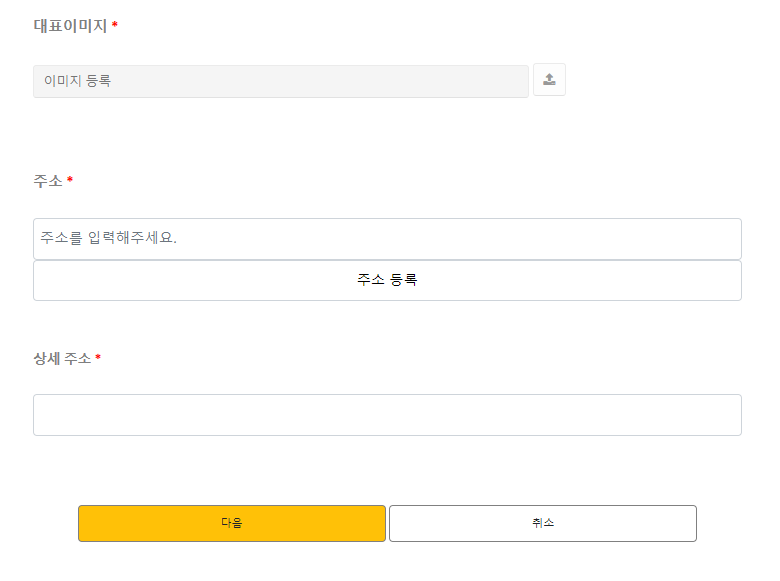 대표이미지 *
이미지 등록
주소 *
주소를 입력해주세요.
주소 등록
상세 주소 *
다음 취소